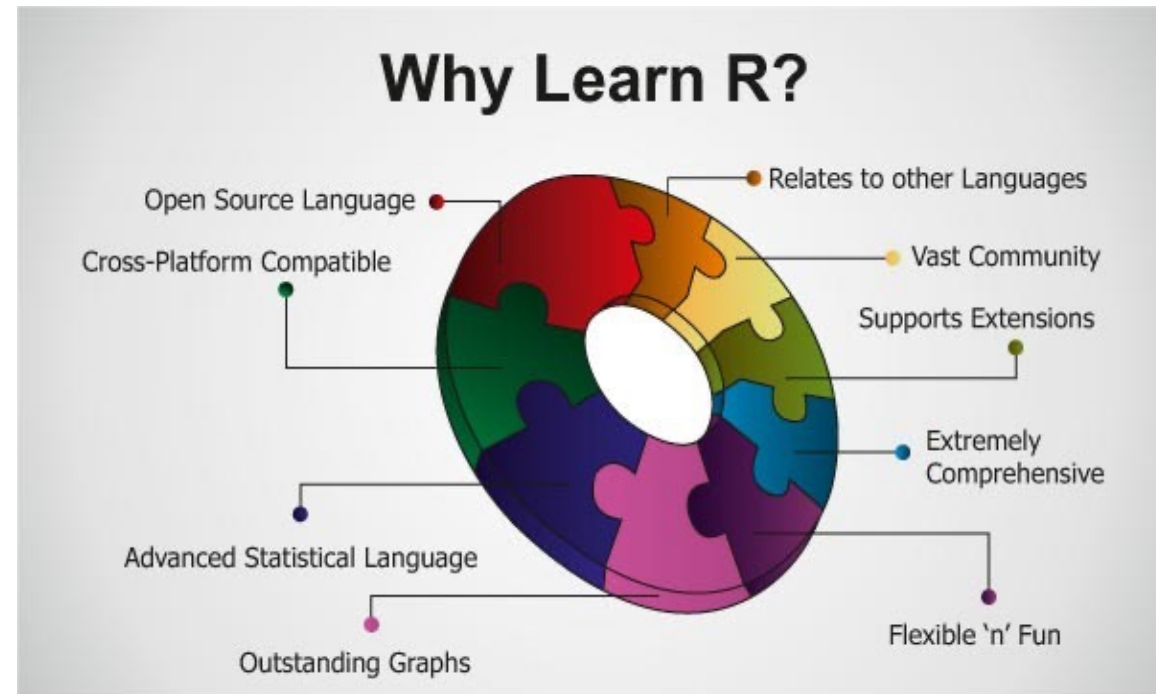 Why Learn R?
Open Source Language
Cross-Platform Compatible
Advanced Statistical Language
Outstanding Graphs
Relates to other Languages
Vast Community
Supports Extensions
Extremely
Comprehensive
Flexible ‘n’ Fun